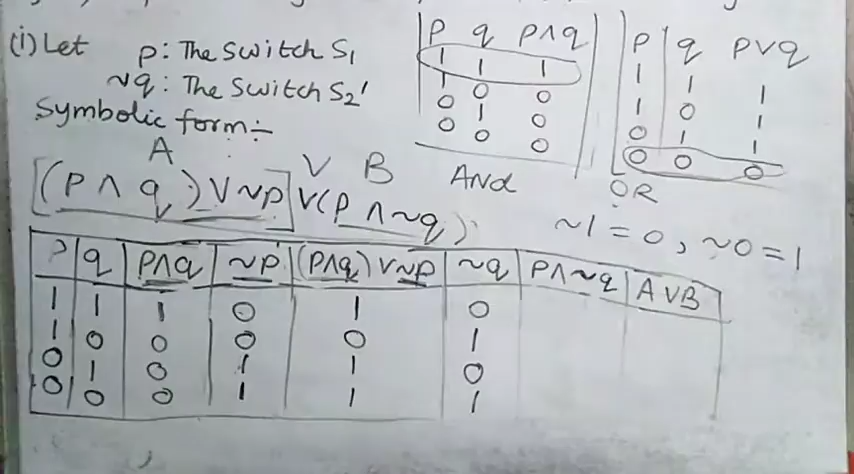 (i) Let p: The switch S₁
~q: The switch S₂'
Symbolic form:-
p q p∧q
1 1 1
1 0 0
0 1 0
0 0 0
And
p q p∨q
1 1 1
1 0 1
0 1 1
0 0 0
OR
A V B
[(p ∧ q) V ~p] V (p ∧ ~q)
~1 = 0, ~0 = 1
p q p∧q ~p (p∧q) V ~p ~q p∧~q A V B
1 1 1 0 1 0
1 0 0 0 0 1
0 1 0 1 1 0
0 0 0 1 1 1